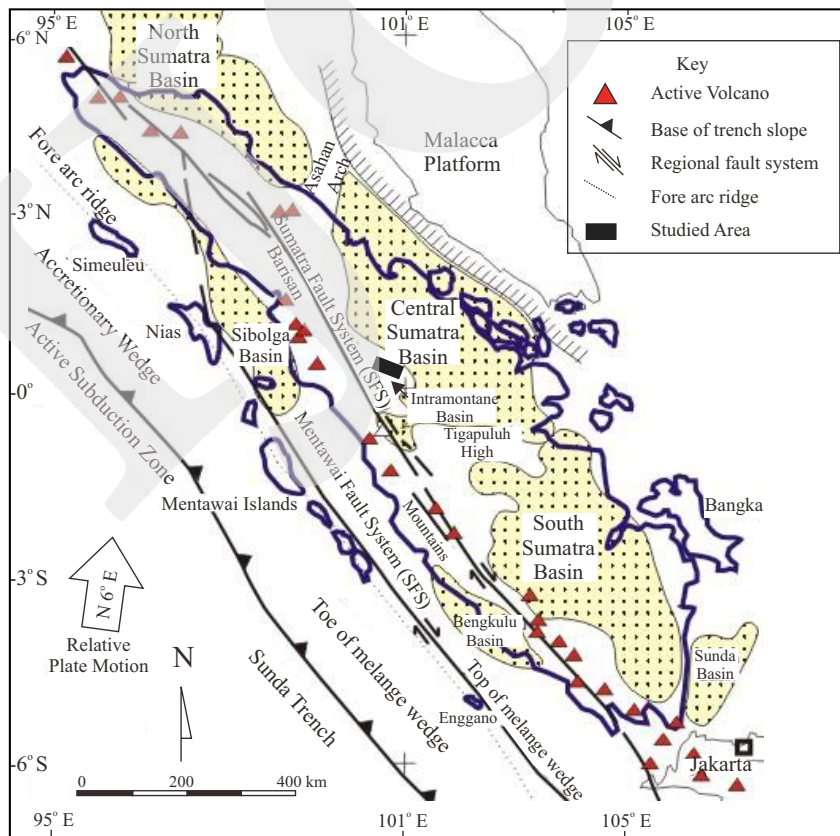 95° E
101° E
105° E
6° N
North
Sumatra
Basin
Key
Active Volcano
Base of trench slope
Regional fault system
Fore arc ridge
Studied Area
Malacca
Platform
Asahan
Arch
Fore arc ridge
3°N
Simeuleu
Accretionary Wedge
Nias
Sibolga
Basin
Barisan
Sumatra Fault System (SFS)
Central
Sumatra
Basin
Active Subduction Zone
0°
Intramontane
Basin
Tigapuluh
High
Mentawai Islands
Mentawai Fault System (SFS)
Mountains
South
Sumatra
Basin
Bangka
3°S
N 6° E
Relative
Plate Motion
N
Bengkulu
Basin
Sunda
Basin
Toe of melange wedge
Top of melange wedge
Sunda Trench
Enggano
6°S
Jakarta
0
200
400 km
95° E
101° E
105° E